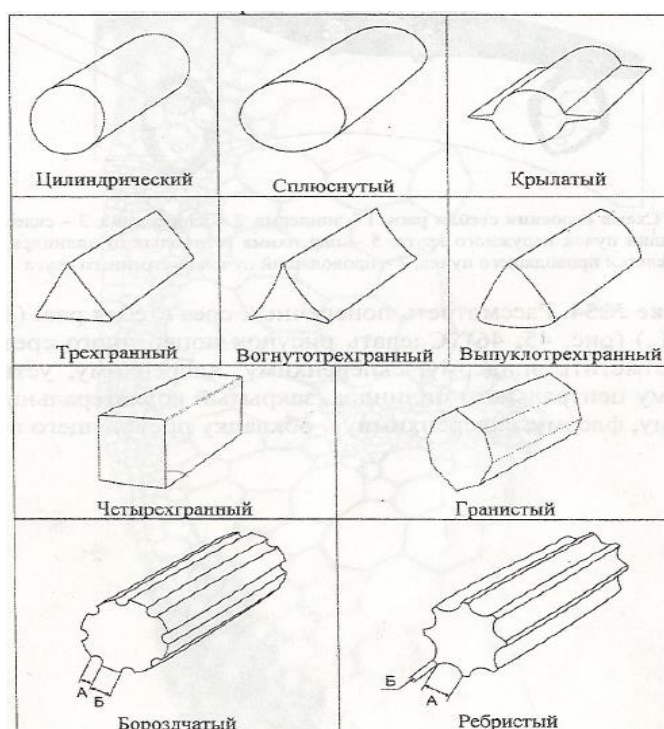 Цилиндрический
Сплюснутый
Крылатый
Трехгранный
Вогнутотрехгранный
Выпуклотрехгранный
Четырехгранный
Гранистый
А
Б
Бороздчатый
Б
А
Ребристый